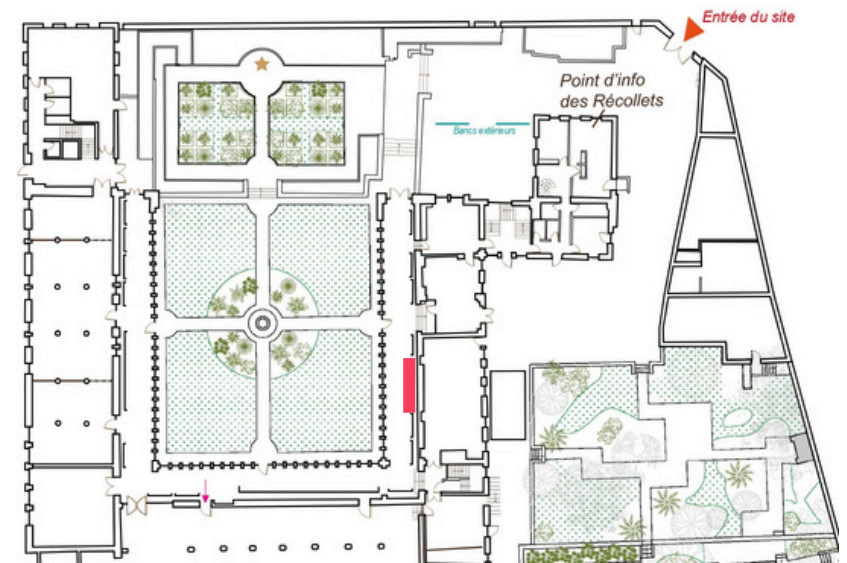 Entrée du site
Point d'info
des Récollets
Bancs extérieurs